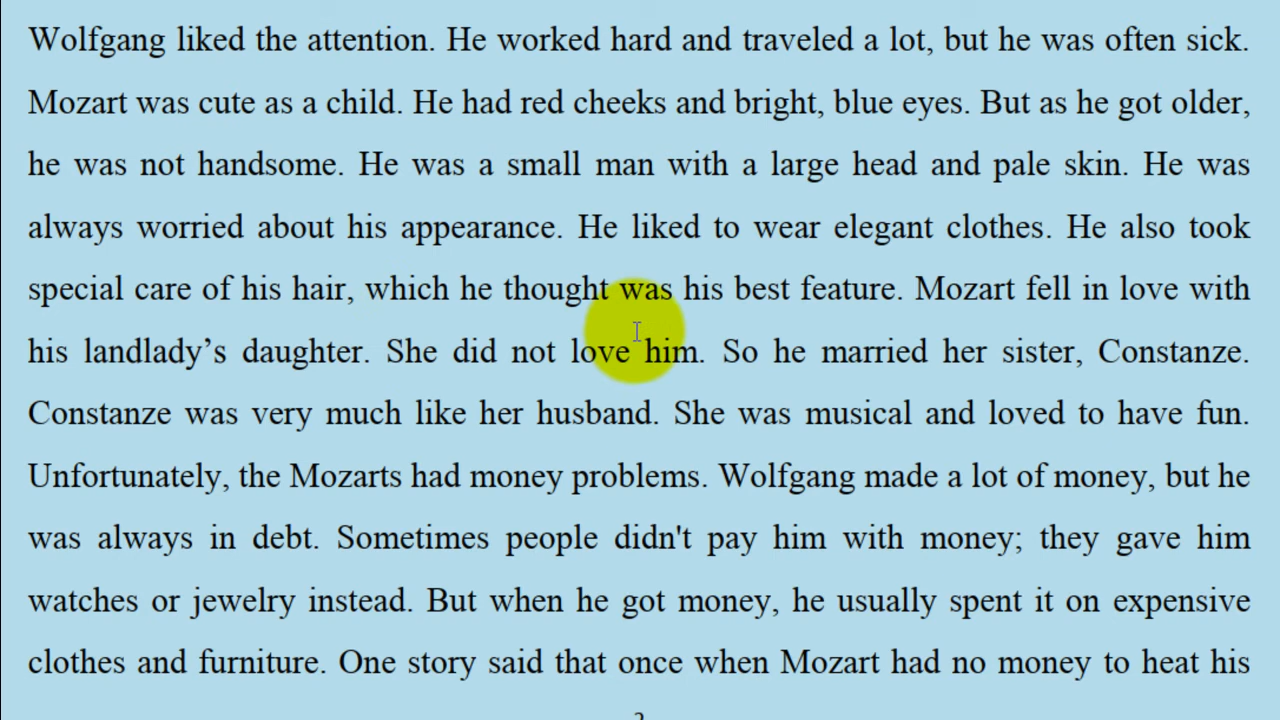 Wolfgang liked the attention. He worked hard and traveled a lot, but he was often sick.
Mozart was cute as a child. He had red cheeks and bright, blue eyes. But as he got older,
he was not handsome. He was a small man with a large head and pale skin. He was
always worried about his appearance. He liked to wear elegant clothes. He also took
special care of his hair, which he thought was his best feature. Mozart fell in love with
his landlady’s daughter. She did not love him. So he married her sister, Constanze.
Constanze was very much like her husband. She was musical and loved to have fun.
Unfortunately, the Mozarts had money problems. Wolfgang made a lot of money, but he
was always in debt. Sometimes people didn't pay him with money; they gave him
watches or jewelry instead. But when he got money, he usually spent it on expensive
clothes and furniture. One story said that once when Mozart had no money to heat his